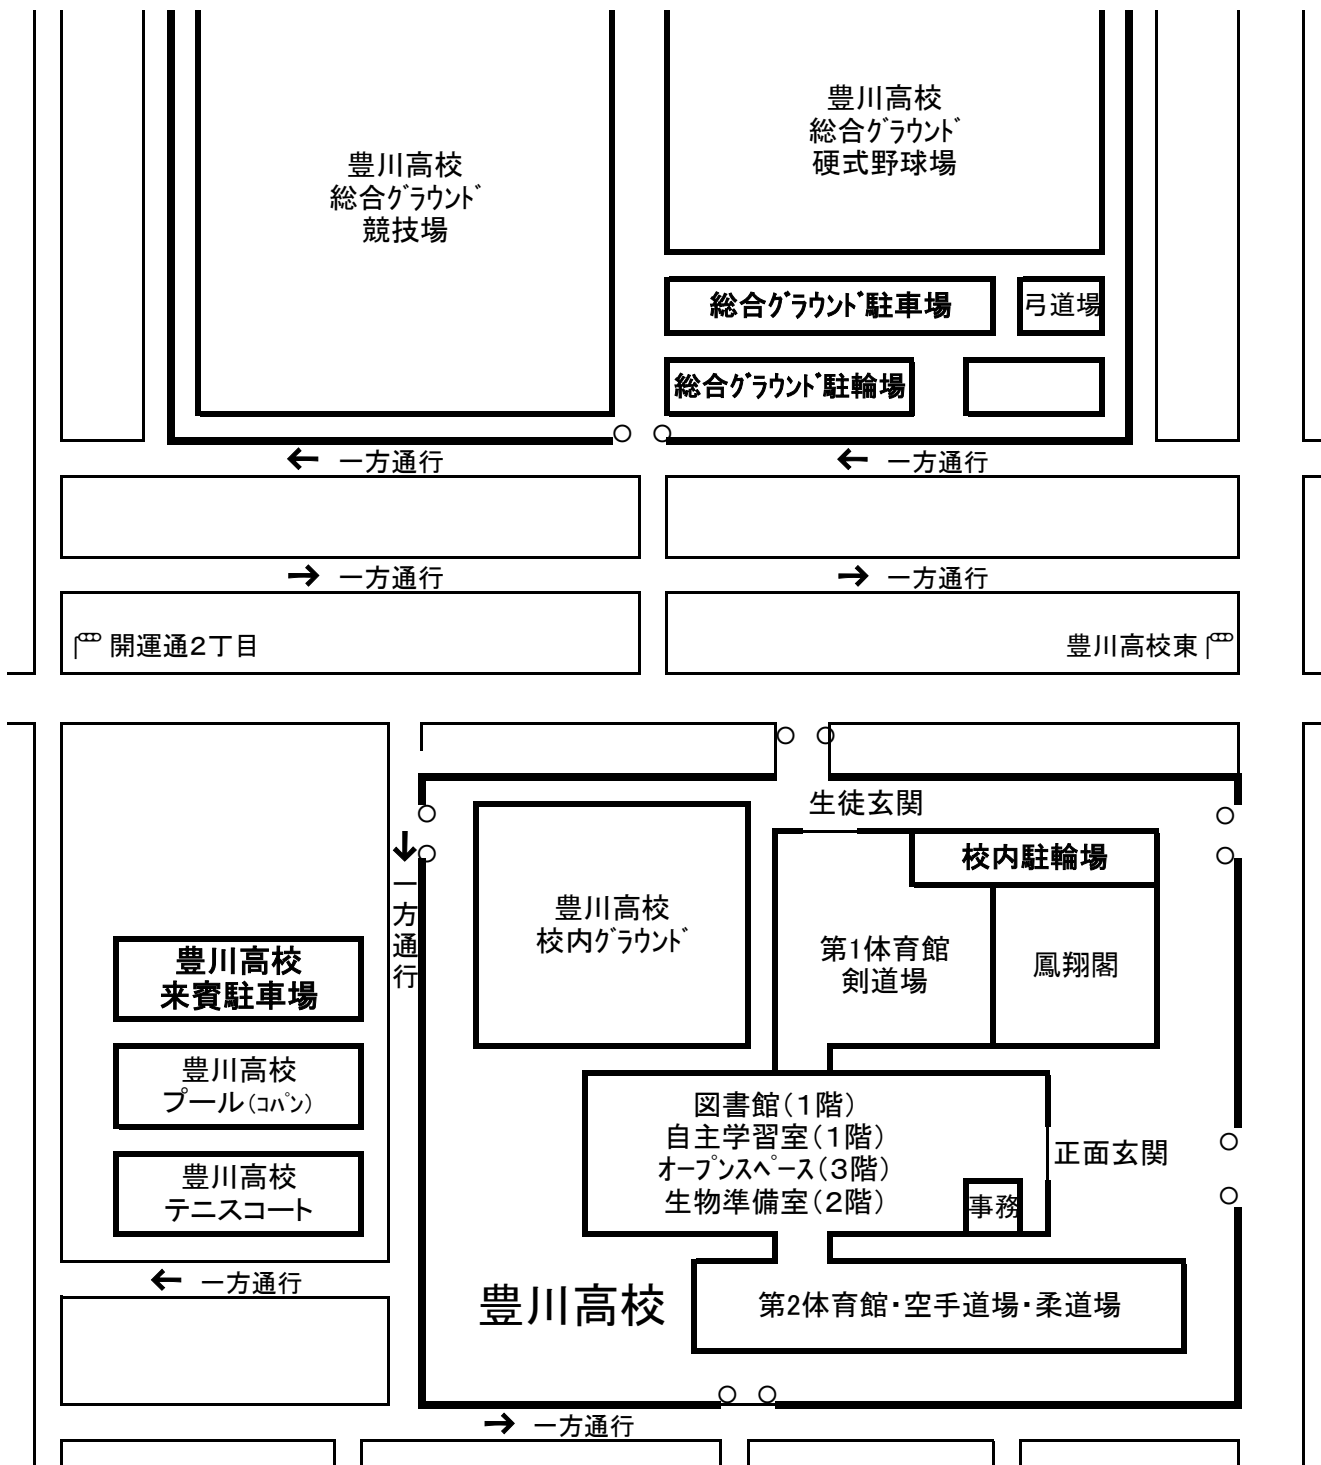 豊川高校
総合ｸﾞﾗｳﾝﾄﾞ
硬式野球場
豊川高校
総合ｸﾞﾗｳﾝﾄﾞ
競技場
総合ｸﾞﾗｳﾝﾄﾞ駐車場
弓道場
総合ｸﾞﾗｳﾝﾄﾞ駐輪場
← 一方通行
← 一方通行
→ 一方通行
→ 一方通行
開運通2丁目
豊川高校東
生徒玄関
校内駐輪場
↓一方通行
豊川高校
校内ｸﾞﾗｳﾝﾄﾞ
第1体育館
剣道場
鳳翔閣
豊川高校
来賓駐車場
豊川高校
プール(ｺﾊﾟﾝ)
豊川高校
テニスコート
図書館(1階)
自主学習室(1階)
ｵｰﾌﾟﾝｽﾍﾟｰｽ(3階)
生物準備室(2階)
正面玄関
事務
← 一方通行
豊川高校
第2体育館・空手道場・柔道場
→ 一方通行